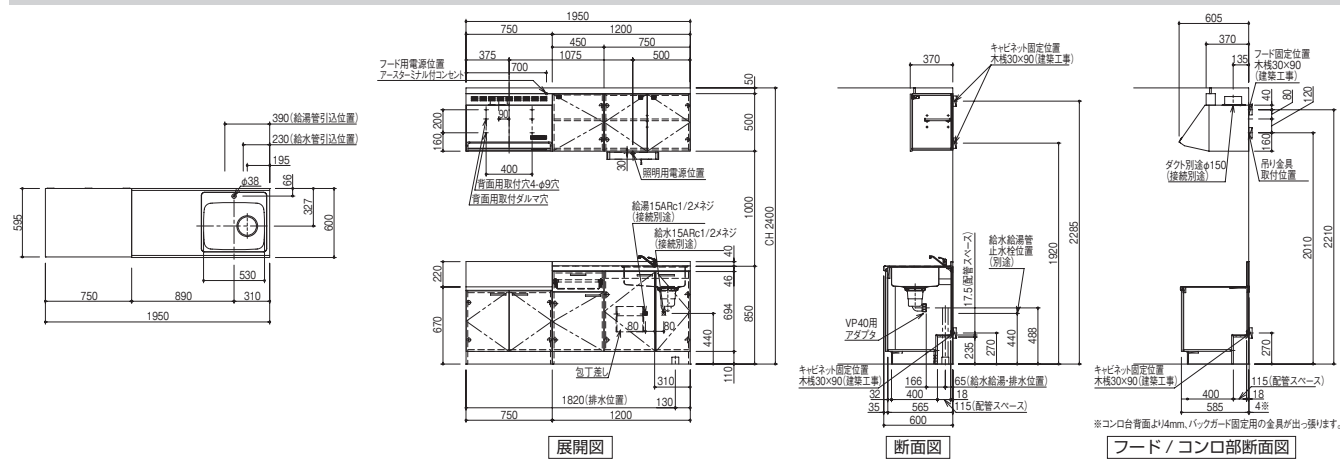 595
750
890
310
1950
530
600
327
66
φ38
195
230(給水管引込位置)
390(給湯管引込位置)
1950
750
1200
450
750
375
1075
500
700
フード用電源位置
アースターミナル付コンセント
90
160
200
400
30
照明用電源位置
背面用取付穴4-φ9穴
背面用取付ダルマ穴
給湯15ARc1/2メネジ
(接続別途)
給水15ARc1/2メネジ
(接続別途)
50
500
1000
CH 2400
40
46
694
850
110
220
670
80
80
440
包丁差し
310
1820(排水位置)
130
750
1200
展開図
370
キャビネット固定位置
木桟30×90(建築工事)
17.5(配管スペース)
給水給湯管
止水栓位置
(別途)
1920
2285
VP40用
アダプタ
235
270
440
488
キャビネット固定位置
木桟30×90(建築工事)
166
65(給水給湯・排水位置)
32
400
18
35
565
115(配管スペース)
600
断面図
605
370
135
フード固定位置
木桟30×90
(建築工事)
40
80
120
160
ダクト別途φ150
(接続別途)
吊り金具
取付位置
2010
2210
270
キャビネット固定位置
木桟30×90(建築工事)
115(配管スペース)
400
18
585
4※
※コンロ台背面より4mm、バックガード固定用の金具が出っ張ります。
フード / コンロ部断面図